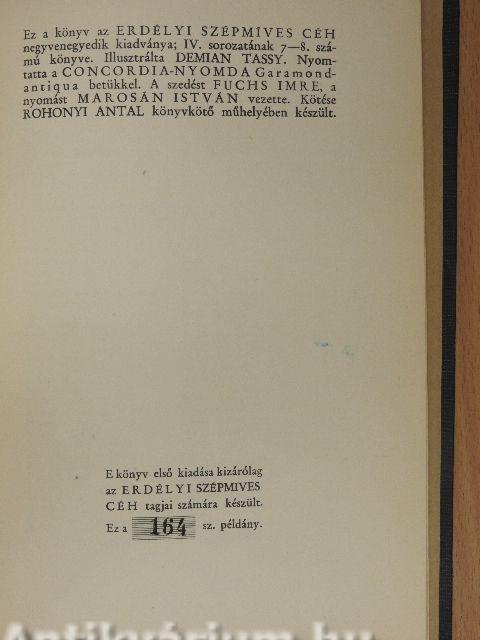 Ez a könyv az ERDÉLYI SZÉPMIVES CÉH
negyvenegyedik kiadványa; IV. sorozatának 7—8. szá-
mú könyve. Illusztrálta DEMIAN TASSY. Nyom-
tatta a CONCORDIA-NYOMDA Garamond-
antiqua betükkel. A szedést FUCHS IMRE, a
nyomást MAROSÁN ISTVÁN vezette. Kötése
ROHONYI ANTAL könyvkötő műhelyében készült.
E könyv első kiadása kizárólag
az ERDÉLYI SZÉPMIVES
CÉH tagjai számára készült.
Ez a 164 sz. példány.
Antikvárium.hu